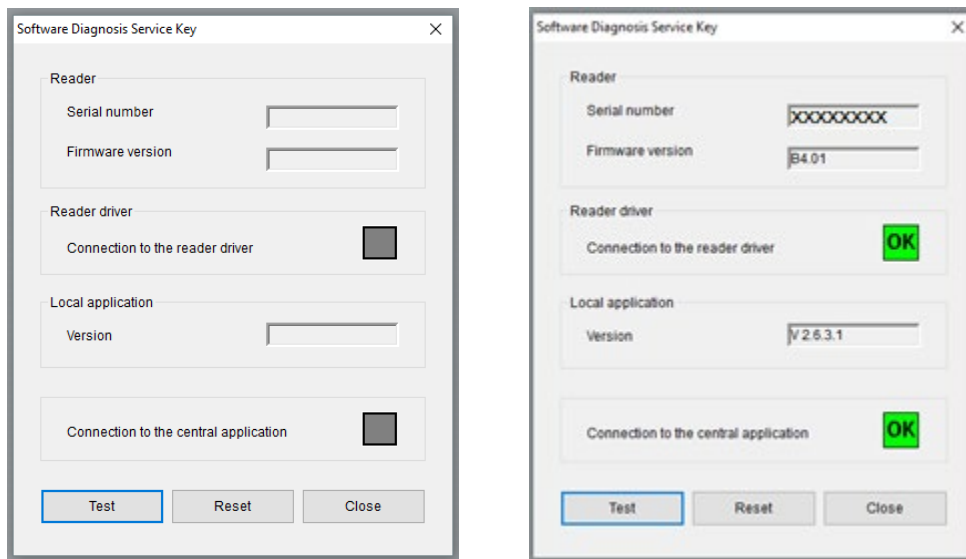 Software Diagnosis Service Key
Reader
Serial number
Firmware version
Reader driver
Connection to the reader driver
Local application
Version
Connection to the central application
Test Reset Close
Software Diagnosis Service Key
Reader
Serial number XXXXXXXX
Firmware version B4.01
Reader driver
Connection to the reader driver OK
Local application
Version V 2.6.3.1
Connection to the central application OK
Test Reset Close